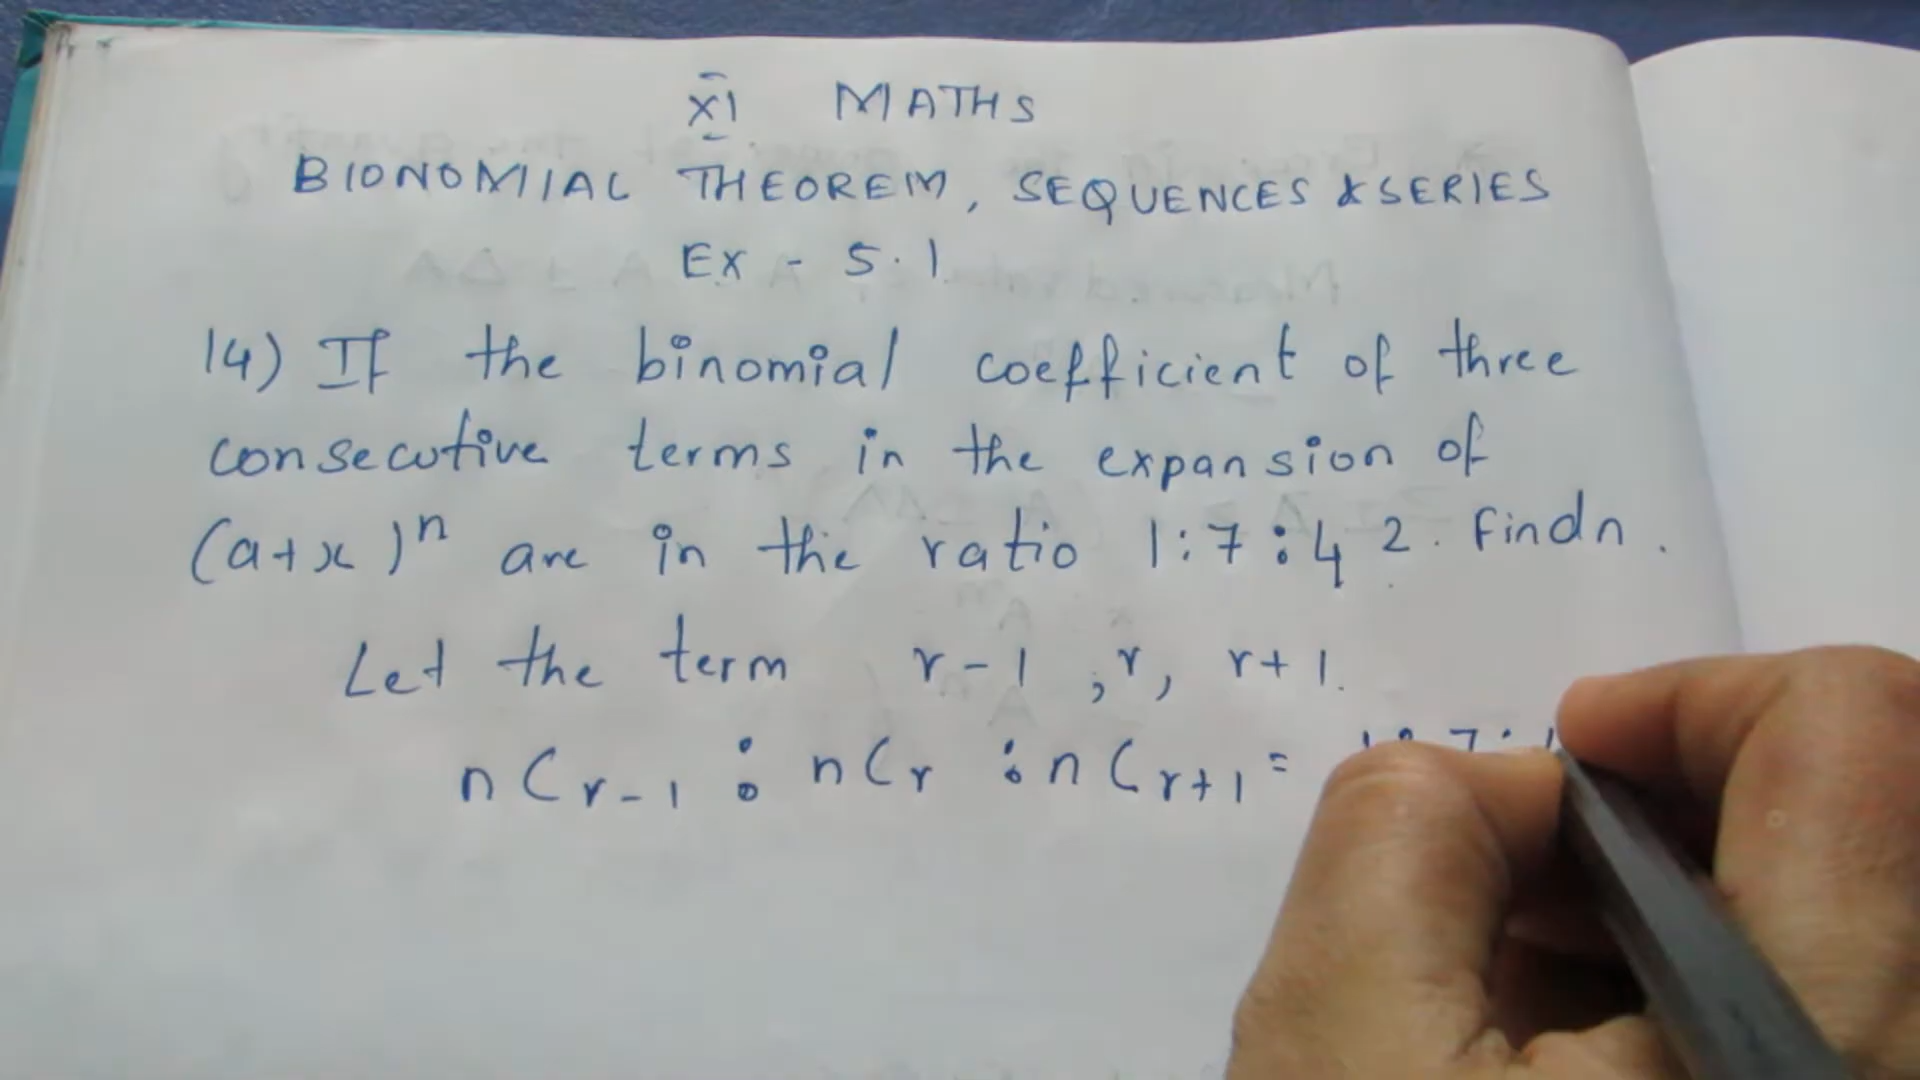 XI MATHS
BIONOMIAL THEOREM, SEQUENCES & SERIES
Ex - 5.1
14) If the binomial coefficient of three
consecutive terms in the expansion of
(a+x)ⁿ are in the ratio 1:7:42. Find n.
Let the term r-1, r, r+1.
nCr-1 : nCr : nCr+1 = 1:7: